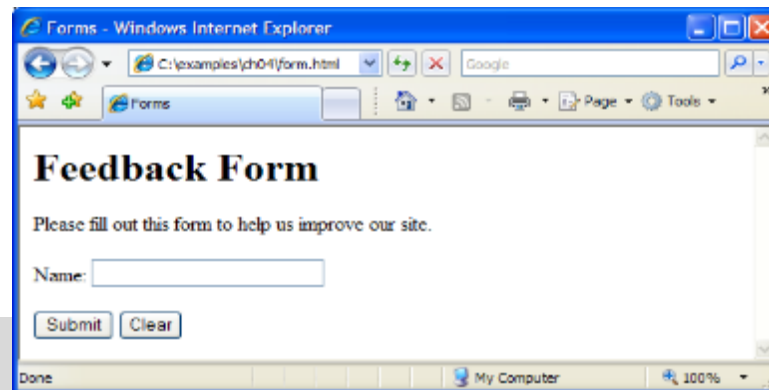 Forms - Windows Internet Explorer
C:\examples\ch04\form.html
Google
Forms
Page
Tools
Feedback Form
Please fill out this form to help us improve our site.
Name:
Submit
Clear
Done
My Computer
100%